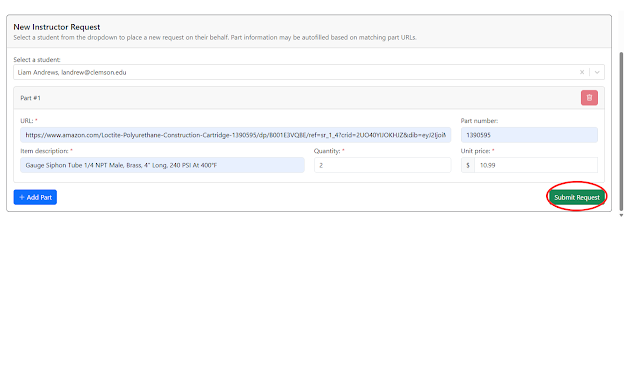 New Instructor Request
Select a student from the dropdown to place a new request on their behalf. Part information may be autofilled based on matching part URLs.
Select a student:
Liam Andrews, landrew@clemson.edu
Part #1
URL: *
Part number:
https://www.amazon.com/Loctite-Polyurethane-Construction-Cartridge-1390595/dp/B001E3VQ8E/ref=sr_1_4?crid=2UO40YIJOKHJZ&dib=eyJ2IjoiM
1390595
Item description: *
Quantity: *
Unit price: *
Gauge Siphon Tube 1/4 NPT Male, Brass, 4" Long, 240 PSI At 400°F
2
$ 10.99
+ Add Part
Submit Request